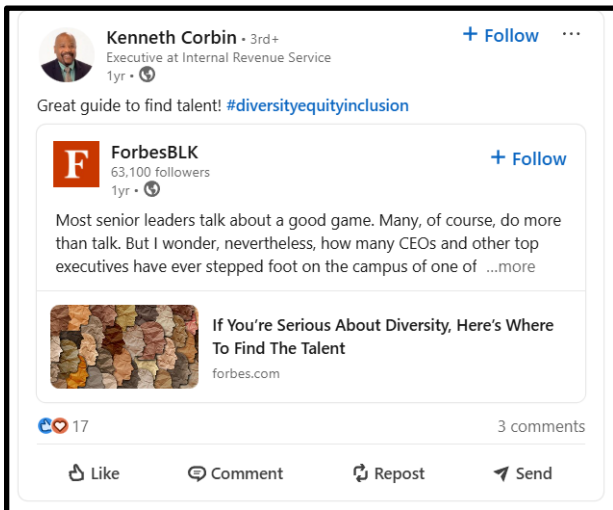 Kenneth Corbin • 3rd+
+ Follow ...
Executive at Internal Revenue Service
1yr •
Great guide to find talent! #diversityequityinclusion
F
ForbesBLK
+ Follow
63,100 followers
1yr •
Most senior leaders talk about a good game. Many, of course, do more
than talk. But I wonder, nevertheless, how many CEOs and other top
executives have ever stepped foot on the campus of one of ...more
If You're Serious About Diversity, Here's Where
To Find The Talent
forbes.com
17
3 comments
Like Comment Repost Send